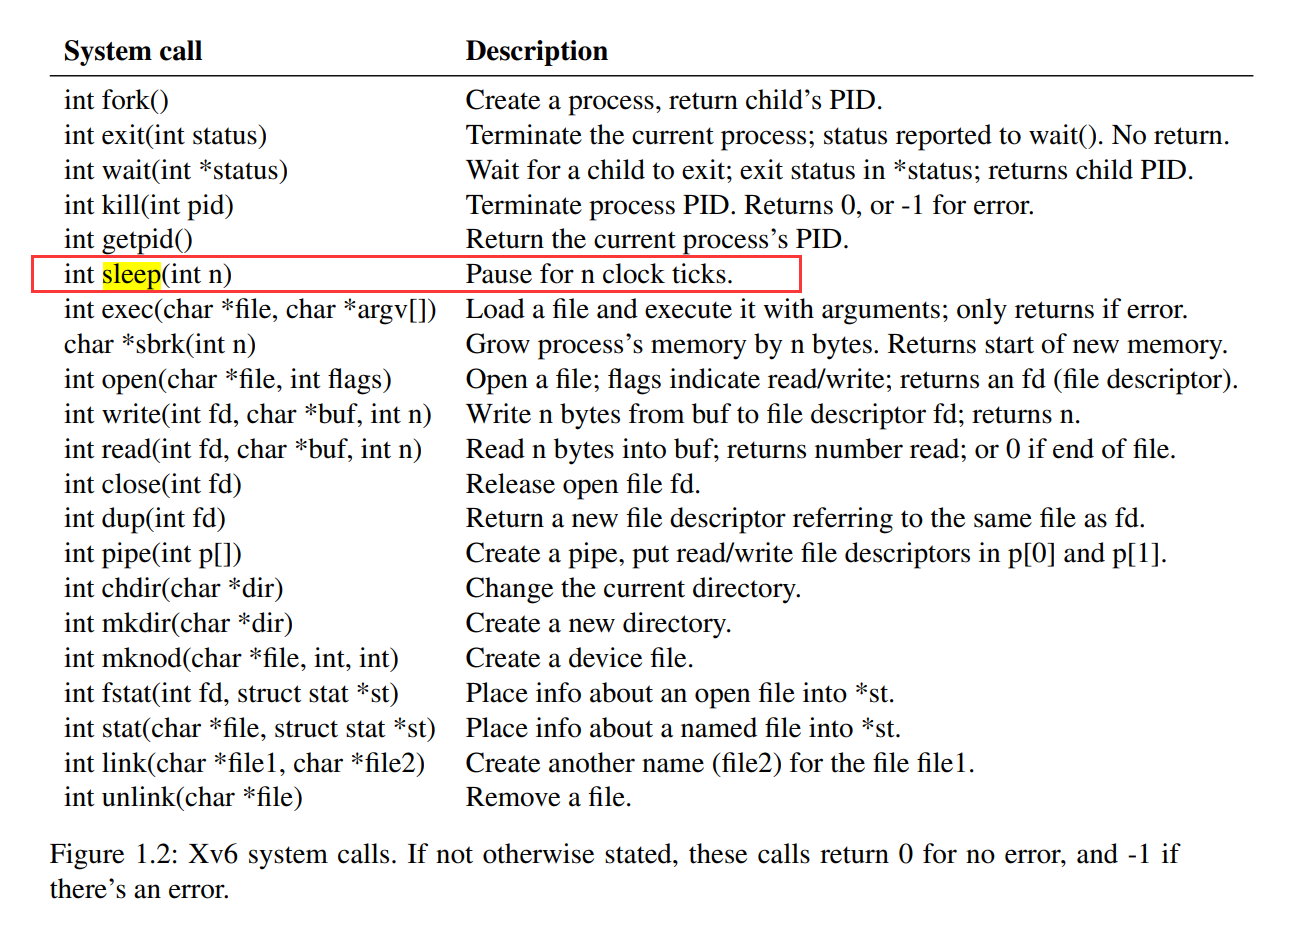 System call Description
int fork() Create a process, return child’s PID.
int exit(int status) Terminate the current process; status reported to wait(). No return.
int wait(int *status) Wait for a child to exit; exit status in *status; returns child PID.
int kill(int pid) Terminate process PID. Returns 0, or -1 for error.
int getpid() Return the current process’s PID.
int sleep(int n) Pause for n clock ticks.
int exec(char *file, char *argv[]) Load a file and execute it with arguments; only returns if error.
char *sbrk(int n) Grow process’s memory by n bytes. Returns start of new memory.
int open(char *file, int flags) Open a file; flags indicate read/write; returns an fd (file descriptor).
int write(int fd, char *buf, int n) Write n bytes from buf to file descriptor fd; returns n.
int read(int fd, char *buf, int n) Read n bytes into buf; returns number read; or 0 if end of file.
int close(int fd) Release open file fd.
int dup(int fd) Return a new file descriptor referring to the same file as fd.
int pipe(int p[]) Create a pipe, put read/write file descriptors in p[0] and p[1].
int chdir(char *dir) Change the current directory.
int mkdir(char *dir) Create a new directory.
int mknod(char *file, int, int) Create a device file.
int fstat(int fd, struct stat *st) Place info about an open file into *st.
int stat(char *file, struct stat *st) Place info about a named file into *st.
int link(char *file1, char *file2) Create another name (file2) for the file file1.
int unlink(char *file) Remove a file.
Figure 1.2: Xv6 system calls. If not otherwise stated, these calls return 0 for no error, and -1 if
there’s an error.